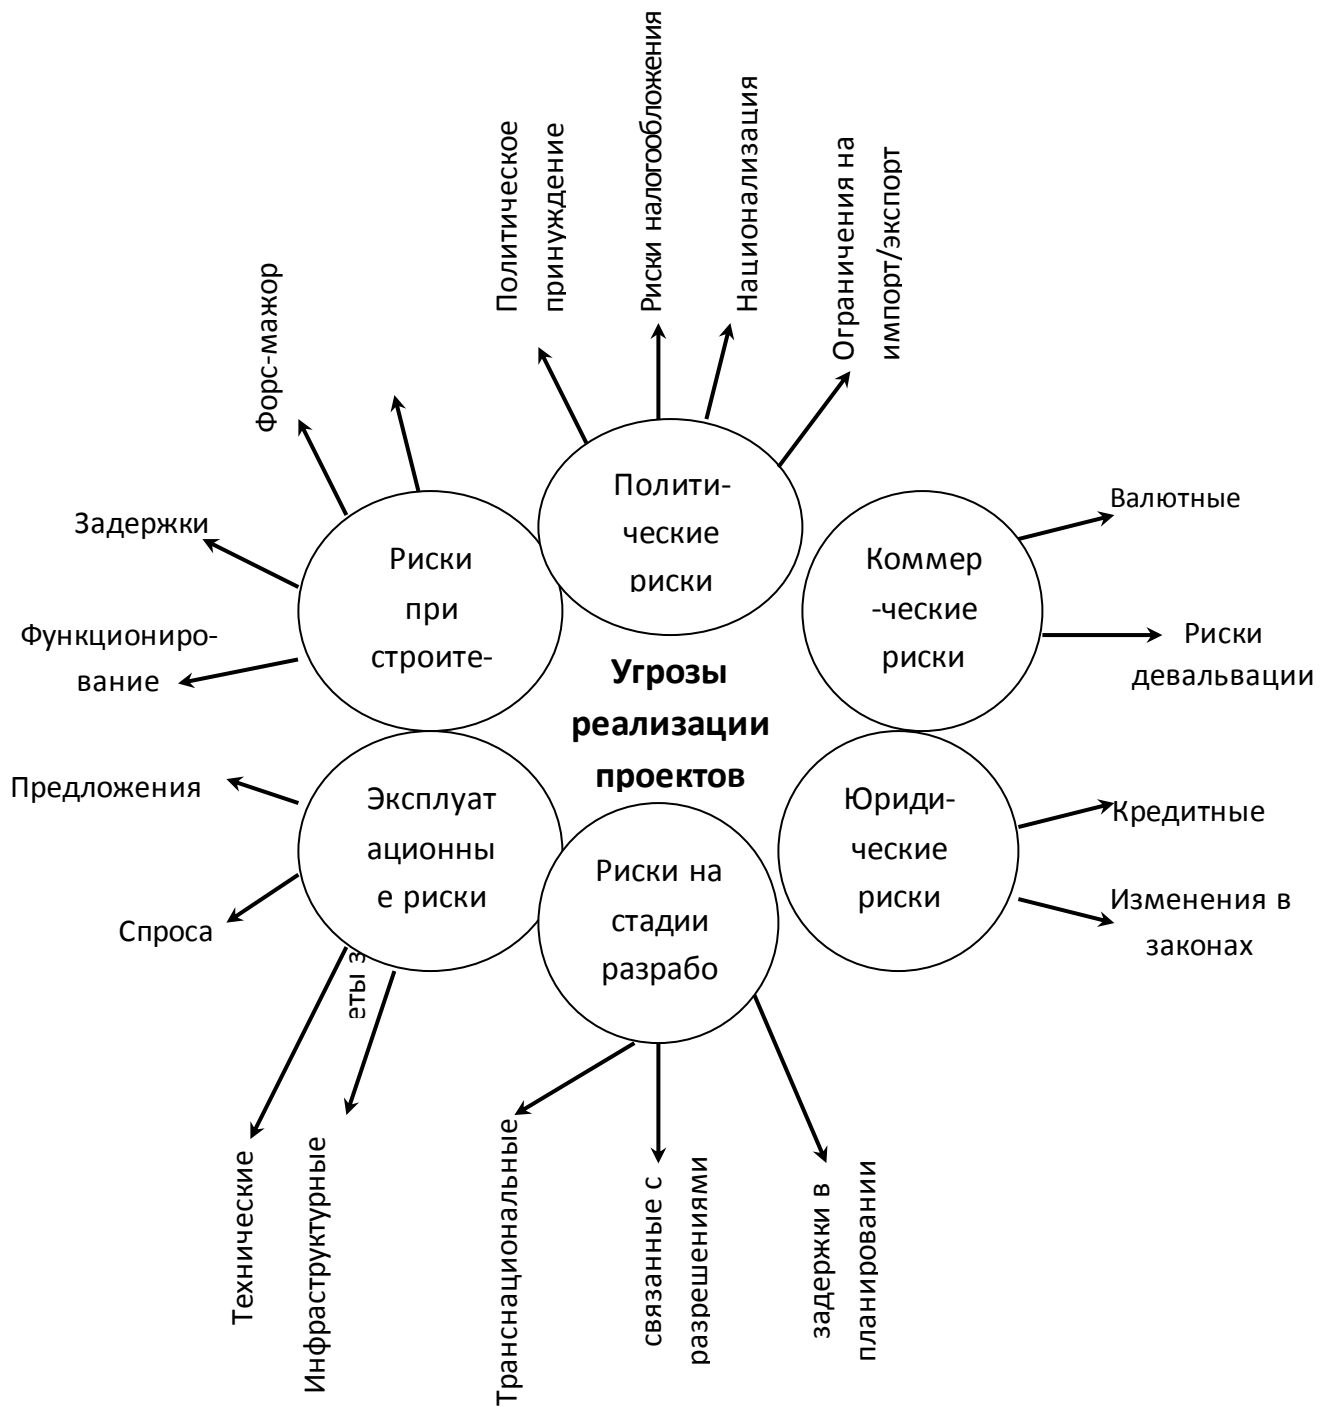 Политическое
принуждение
Риски налогообложения
Национализация
Ограничения на
импорт/экспорт
Форс-мажор
Задержки
Функциониро-
вание
Риски
при
строите-
Полити-
ческие
риски
Коммер
-ческие
риски
Валютные
Риски
девальвации
Угрозы
реализации
проектов
Предложения
Спроса
Эксплуат
ационны
е риски
Риски на
стадии
разрабо
Юриди-
ческие
риски
Кредитные
Изменения в
законах
еты з
Технические
Инфраструктурные
Транснациональные
связанные с
разрешениями
задержки в
планировании